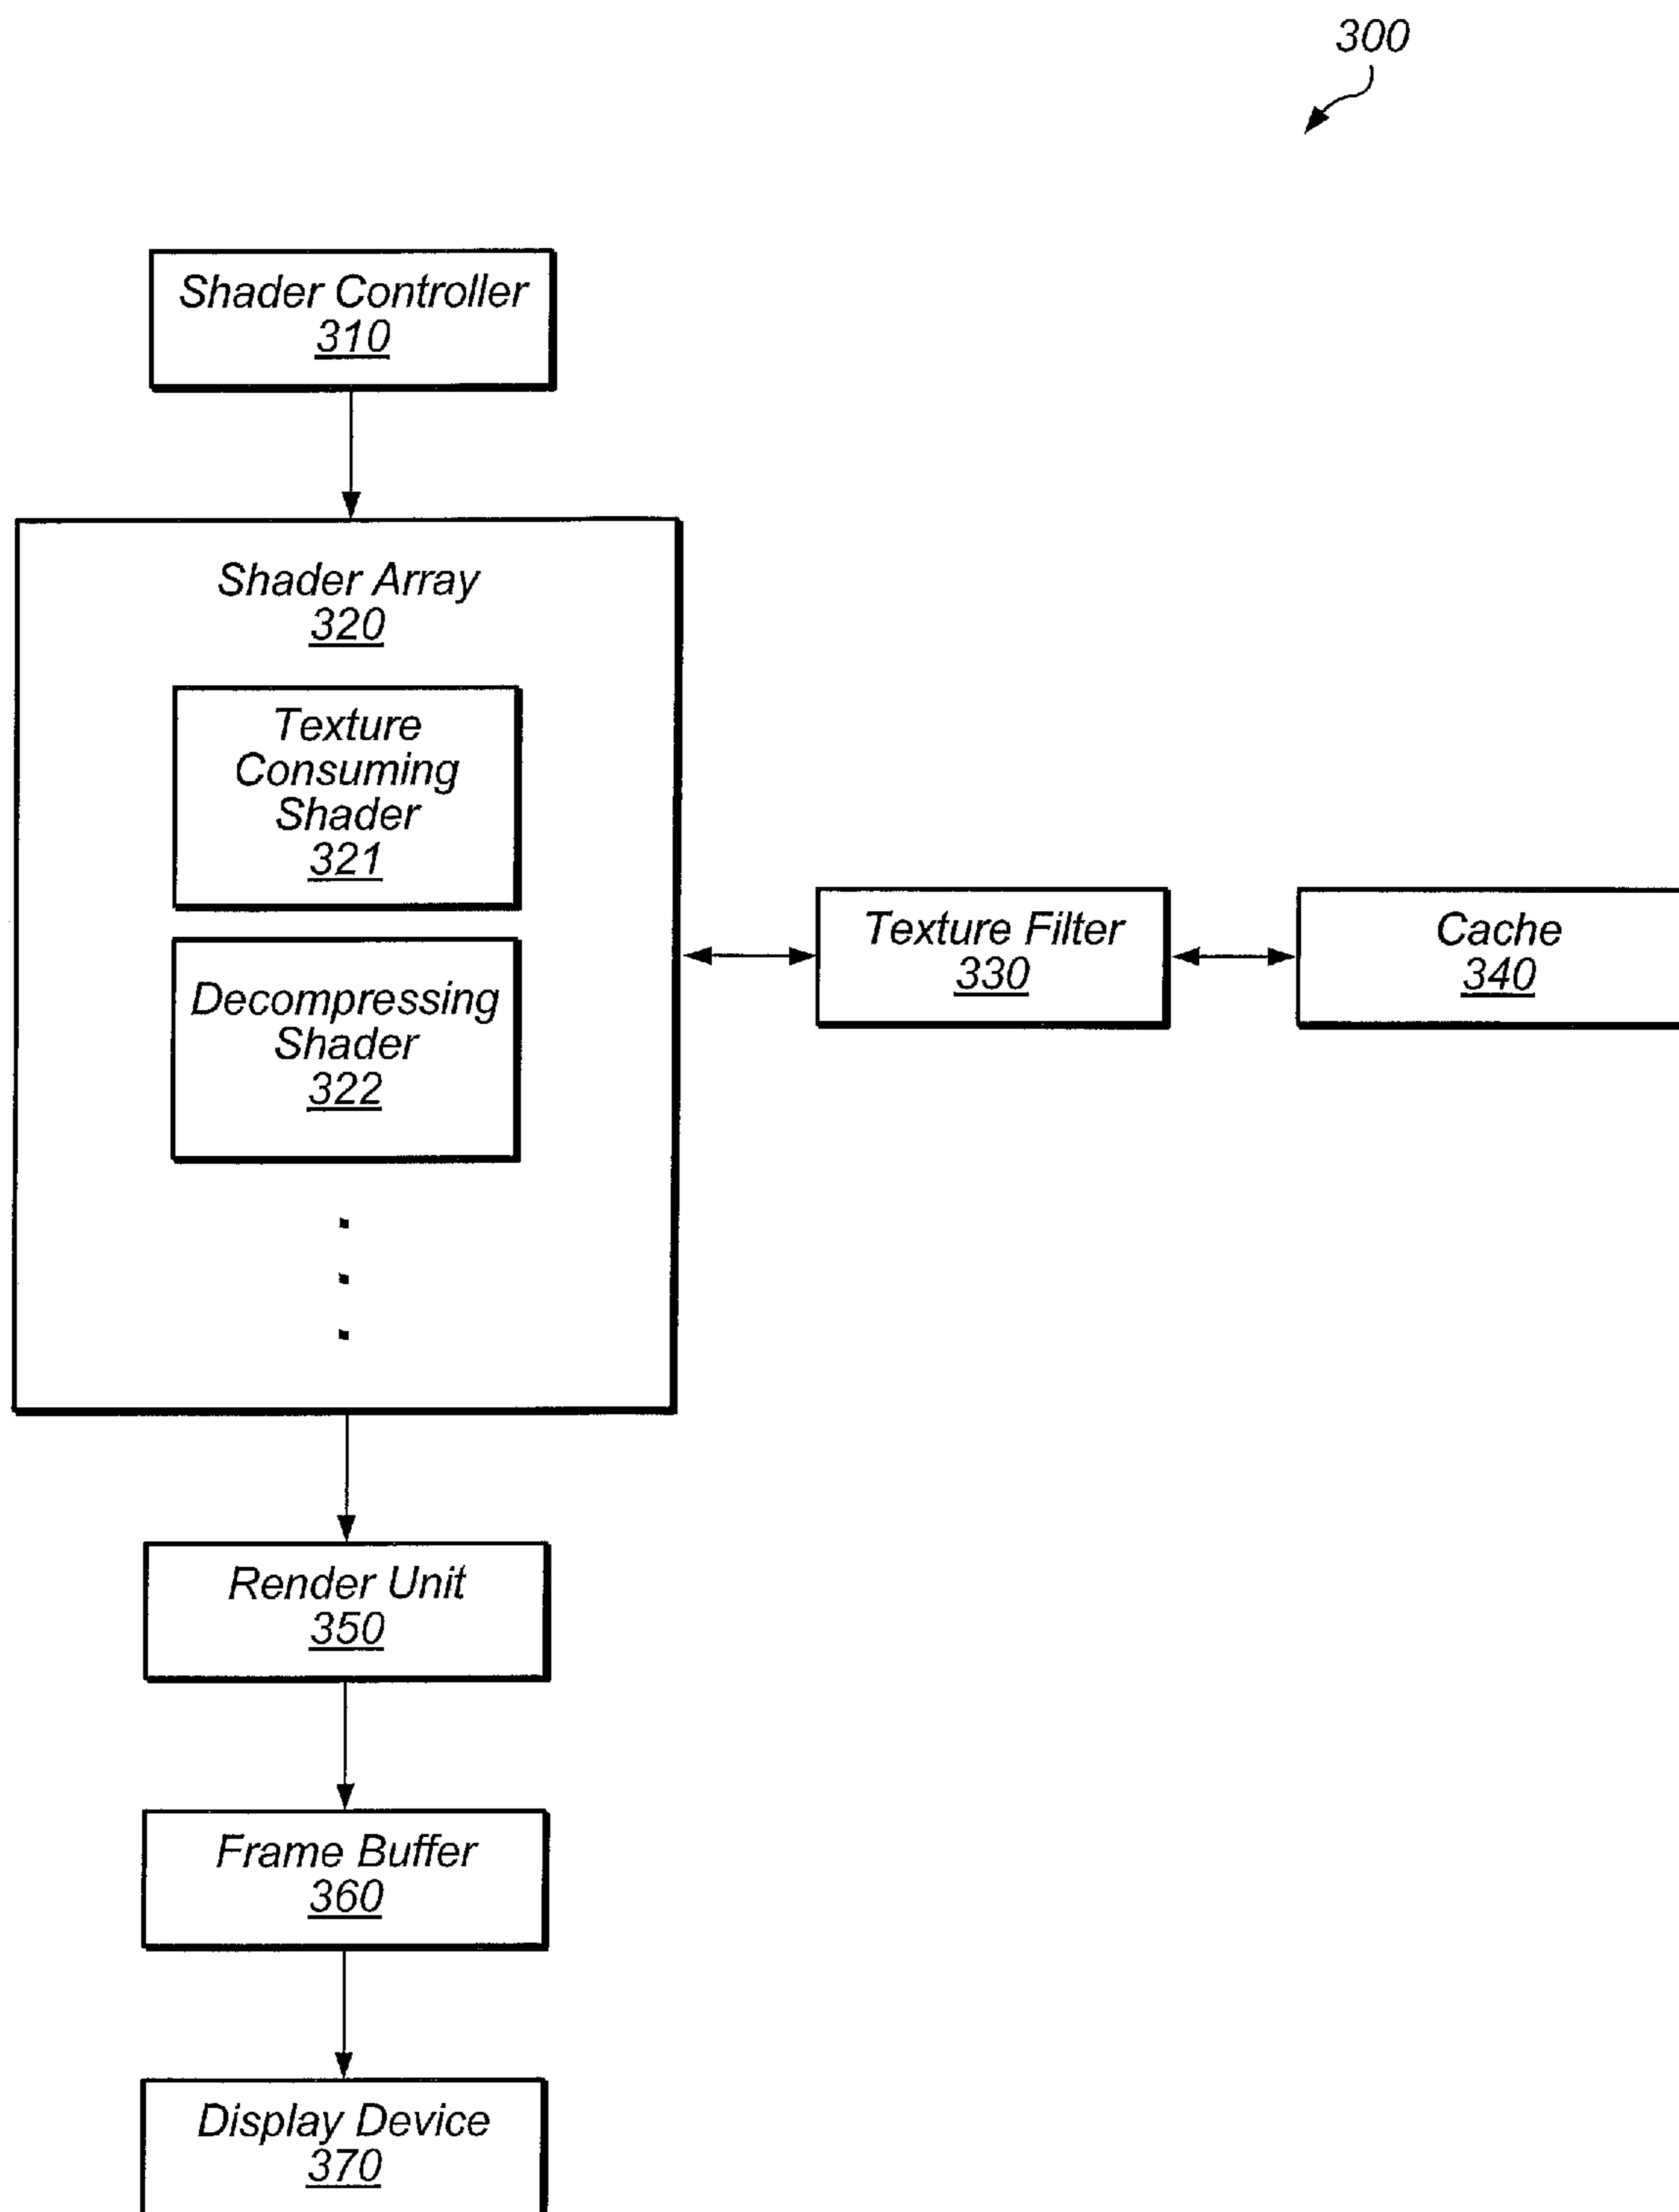 300
Shader Controller
310
Shader Array
320
Texture
Consuming
Shader
321
Decompressing
Shader
322
Texture Filter
330
Cache
340
Render Unit
350
Frame Buffer
360
Display Device
370